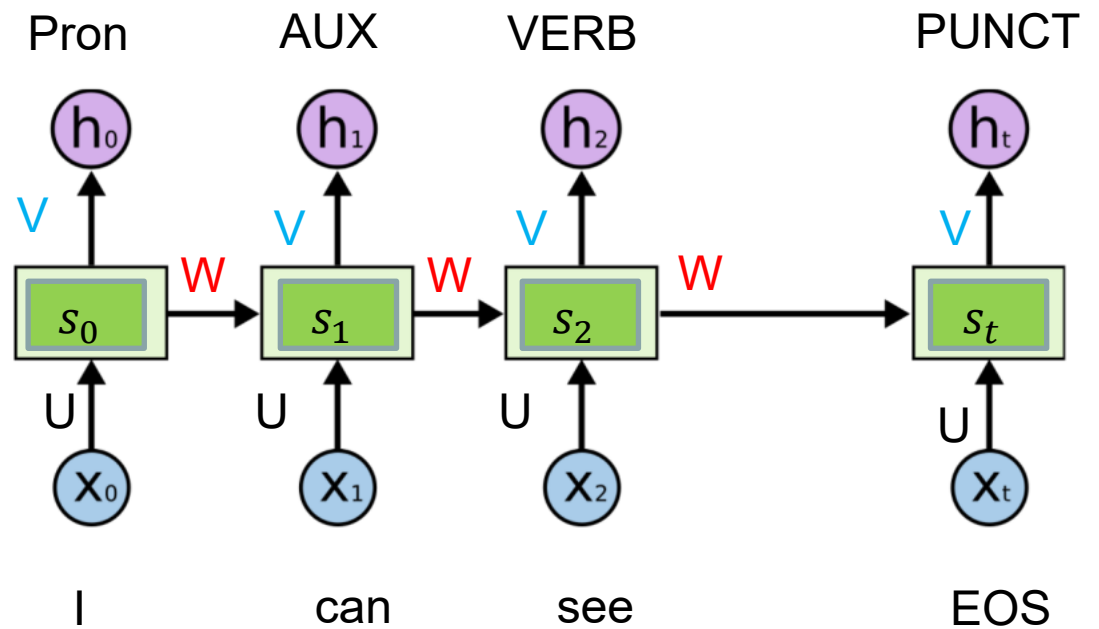 Pron AUX VERB PUNCT
h₀ h₁ h₂ hₜ
V V V V
W W W
s₀ s₁ s₂ sₜ
U U U U
x₀ x₁ x₂ xₜ
I can see EOS